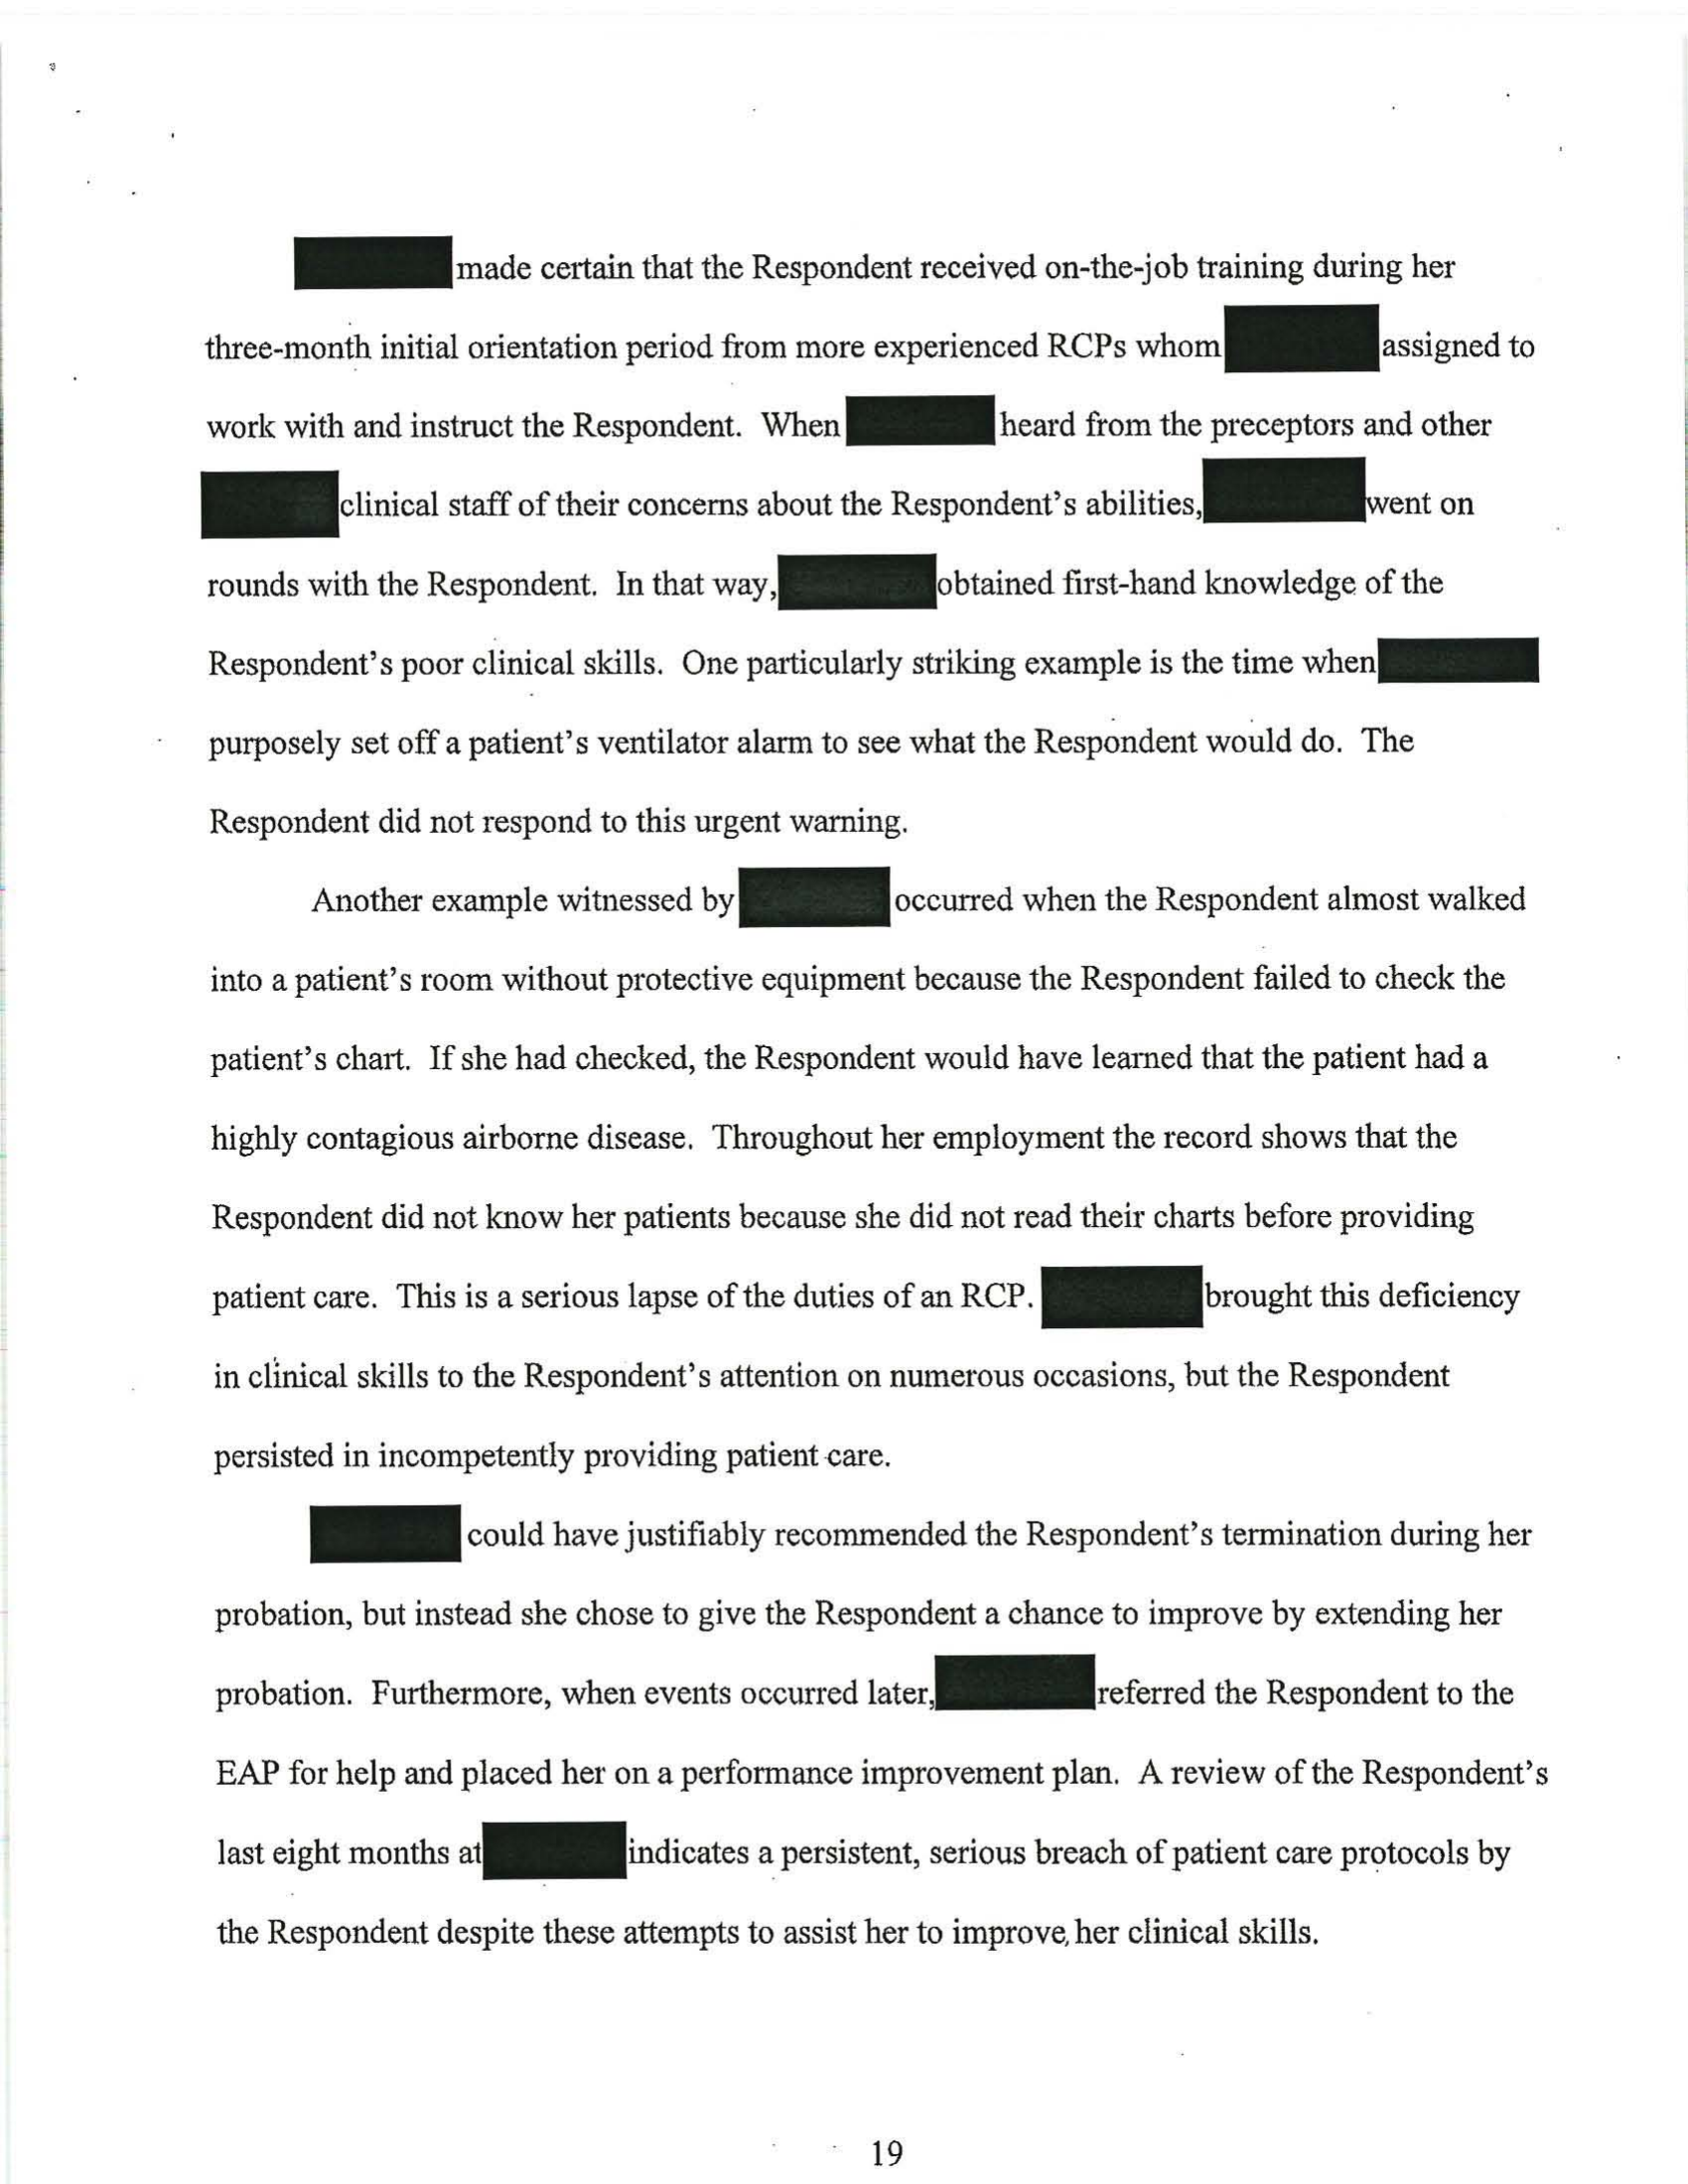 made certain that the Respondent received on-the-job training during her
three-month initial orientation period from more experienced RCPs whom assigned to
work with and instruct the Respondent. When heard from the preceptors and other
clinical staff of their concerns about the Respondent's abilities, went on
rounds with the Respondent. In that way, obtained first-hand knowledge of the
Respondent's poor clinical skills. One particularly striking example is the time when
purposely set off a patient's ventilator alarm to see what the Respondent would do. The
Respondent did not respond to this urgent warning.
Another example witnessed by occurred when the Respondent almost walked
into a patient's room without protective equipment because the Respondent failed to check the
patient's chart. If she had checked, the Respondent would have learned that the patient had a
highly contagious airborne disease. Throughout her employment the record shows that the
Respondent did not know her patients because she did not read their charts before providing
patient care. This is a serious lapse of the duties of an RCP. brought this deficiency
in clinical skills to the Respondent's attention on numerous occasions, but the Respondent
persisted in incompetently providing patient care.
could have justifiably recommended the Respondent's termination during her
probation, but instead she chose to give the Respondent a chance to improve by extending her
probation. Furthermore, when events occurred later, referred the Respondent to the
EAP for help and placed her on a performance improvement plan. A review of the Respondent's
last eight months at indicates a persistent, serious breach of patient care protocols by
the Respondent despite these attempts to assist her to improve her clinical skills.
19